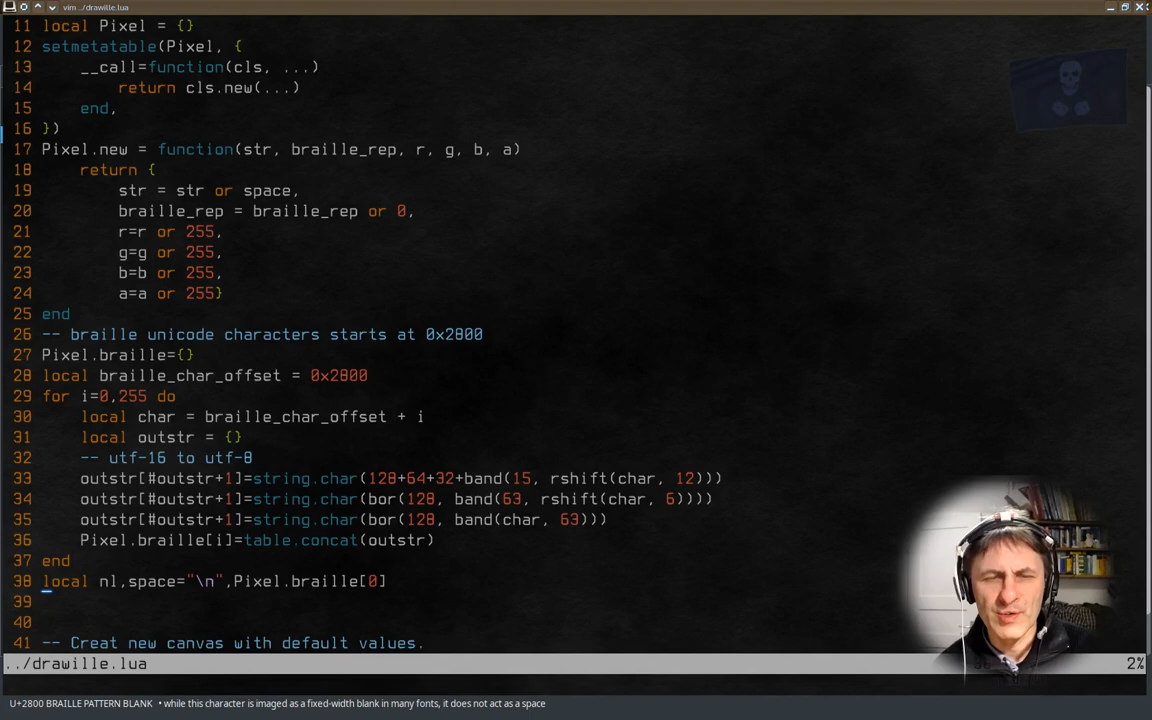 vim ../drawille.lua
11 local Pixel = {}
12 setmetatable(Pixel, {
13     __call=function(cls, ...)
14         return cls.new(...)
15     end,
16 })
17 Pixel.new = function(str, braille_rep, r, g, b, a)
18     return {
19         str = str or space,
20         braille_rep = braille_rep or 0,
21         r=r or 255,
22         g=g or 255,
23         b=b or 255,
24         a=a or 255}
25 end
26 -- braille unicode characters starts at 0x2800
27 Pixel.braille={}
28 local braille_char_offset = 0x2800
29 for i=0,255 do
30     local char = braille_char_offset + i
31     local outstr = {}
32     -- utf-16 to utf-8
33     outstr[#outstr+1]=string.char(128+64+32+band(15, rshift(char, 12)))
34     outstr[#outstr+1]=string.char(bor(128, band(63, rshift(char, 6))))
35     outstr[#outstr+1]=string.char(bor(128, band(char, 63)))
36     Pixel.braille[i]=table.concat(outstr)
37 end
38 local nl,space="\n",Pixel.braille[0]
39
40
41 -- Creat new canvas with default values.
../drawille.lua 2%
U+2800 BRAILLE PATTERN BLANK • while this character is imaged as a fixed-width blank in many fonts, it does not act as a space